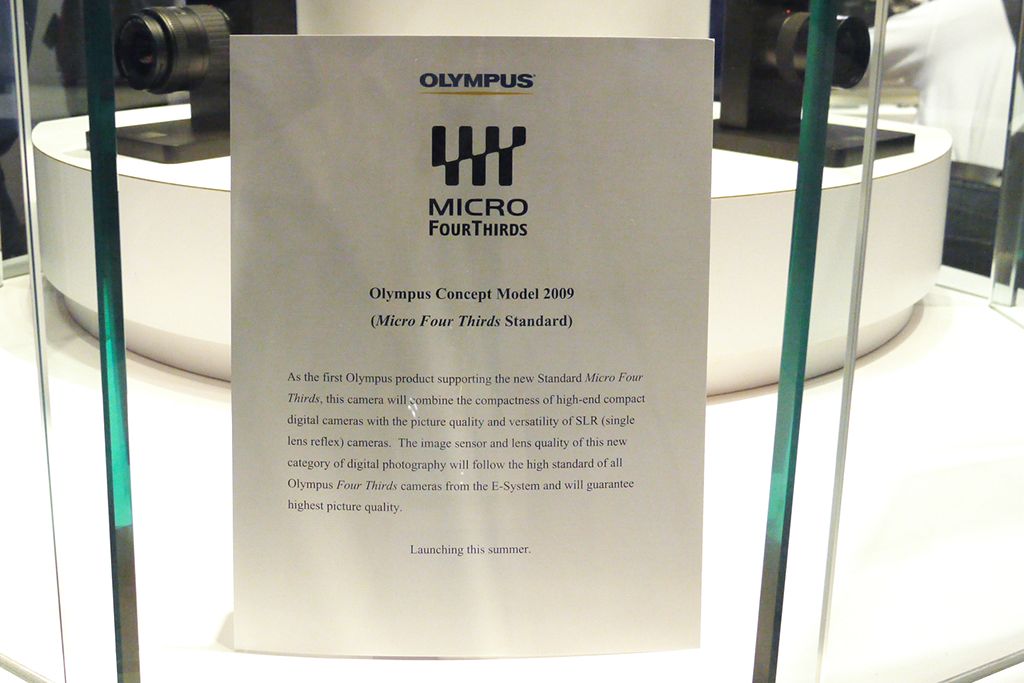 OLYMPUS
MICRO
FOURTHIRDS
Olympus Concept Model 2009
(Micro Four Thirds Standard)
As the first Olympus product supporting the new Standard Micro Four
Thirds, this camera will combine the compactness of high-end compact
digital cameras with the picture quality and versatility of SLR (single
lens reflex) cameras. The image sensor and lens quality of this new
category of digital photography will follow the high standard of all
Olympus Four Thirds cameras from the E-System and will guarantee
highest picture quality.
Launching this summer.